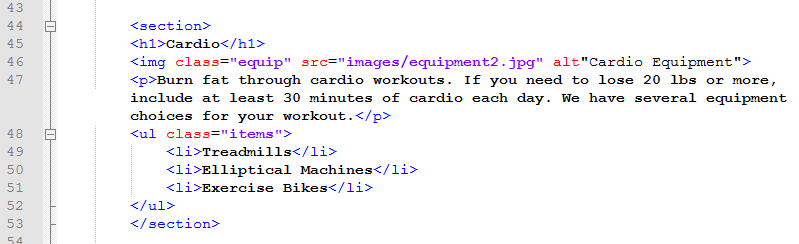 43
44 <section>
45 <h1>Cardio</h1>
46 <img class="equip" src="images/equipment2.jpg" alt"Cardio Equipment">
47 <p>Burn fat through cardio workouts. If you need to lose 20 lbs or more,
include at least 30 minutes of cardio each day. We have several equipment
choices for your workout.</p>
48 <ul class="items">
49 <li>Treadmills</li>
50 <li>Elliptical Machines</li>
51 <li>Exercise Bikes</li>
52 </ul>
53 </section>
54